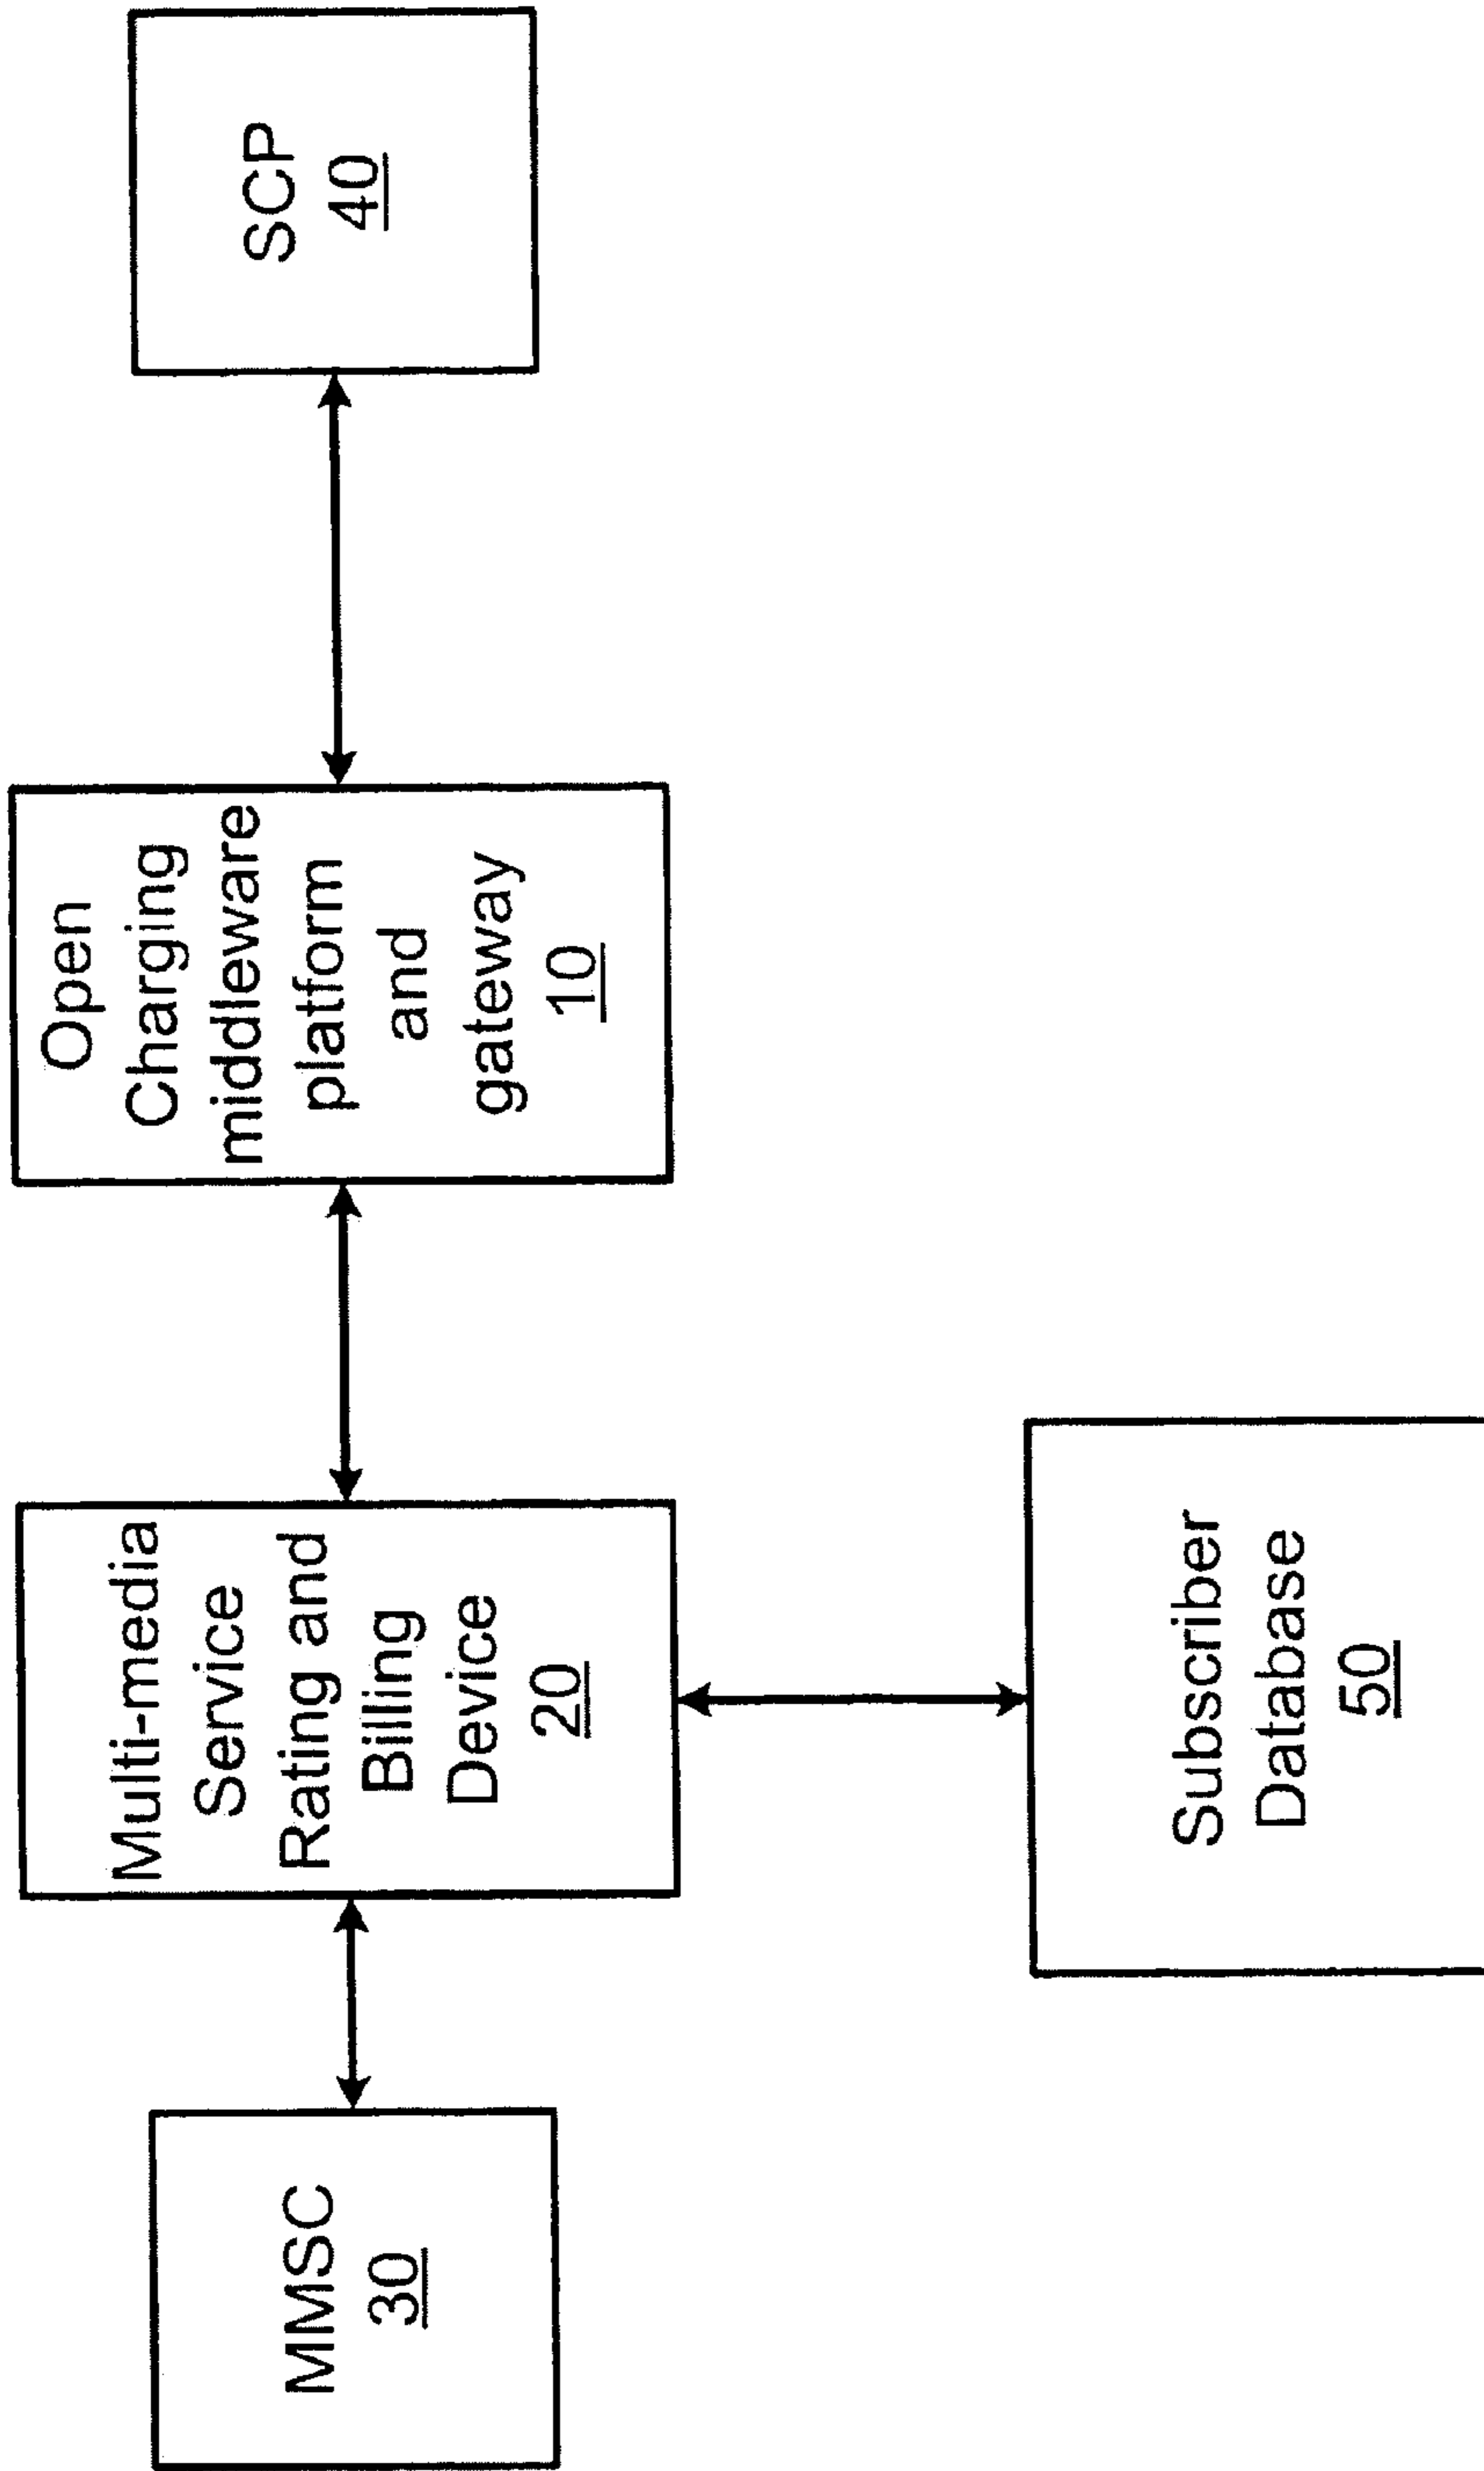 MMSC
30
Multi-media
Service
Rating and
Billing
Device
20
Open
Charging
middleware
platform
and
gateway
10
SCP
40
Subscriber
Database
50